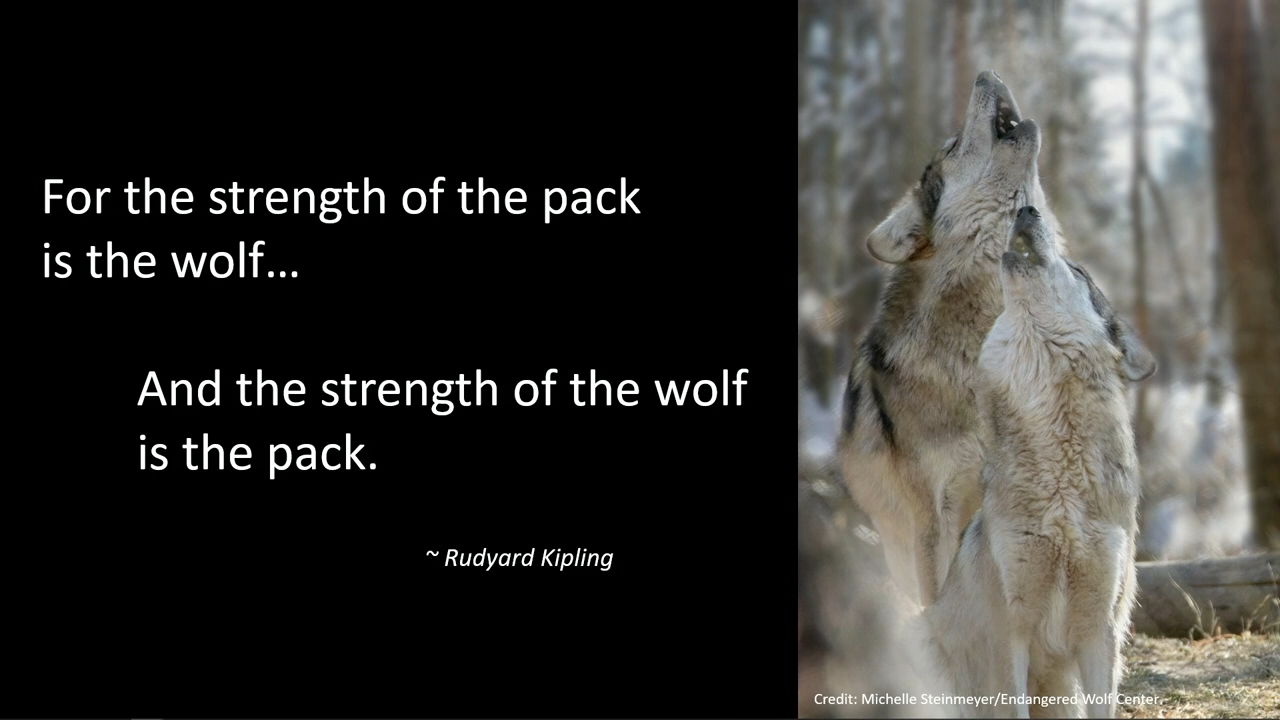 For the strength of the pack
is the wolf…
And the strength of the wolf
is the pack.
~ Rudyard Kipling
Credit: Michelle Steinmeyer/Endangered Wolf Center.